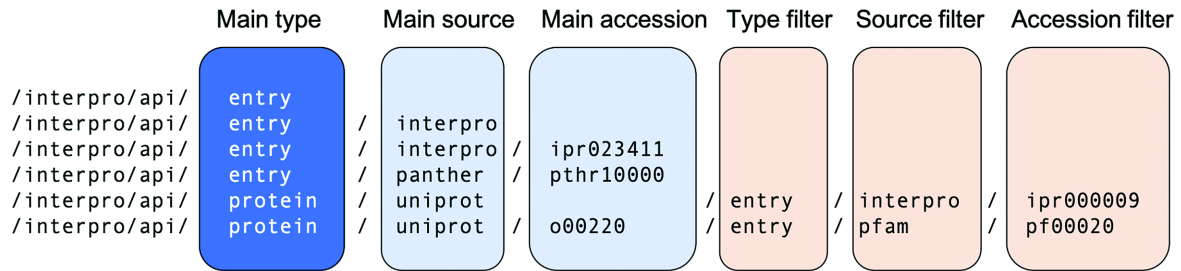 Main type Main source Main accession Type filter Source filter Accession filter
/interpro/api/ entry
/interpro/api/ entry / interpro
/interpro/api/ entry / interpro / ipr023411
/interpro/api/ entry / panther / pthr10000
/interpro/api/ protein / uniprot / entry / interpro / ipr000009
/interpro/api/ protein / uniprot / o00220 / entry / pfam / pf00020